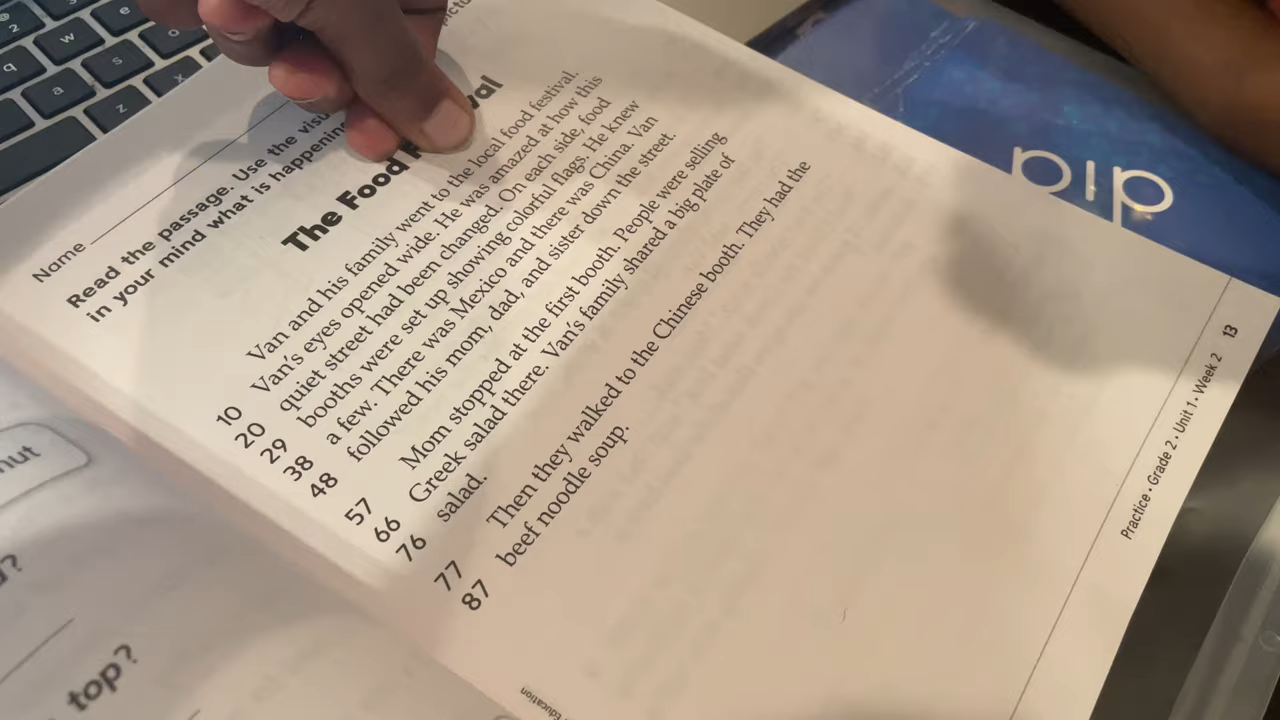 Name
Read the passage. Use the visu
in your mind what is happening
The Food F val
Van and his family went to the local food festival.
10 Van's eyes opened wide. He was amazed at how this
20 quiet street had been changed. On each side, food
29 booths were set up showing colorful flags. He knew
38 a few. There was Mexico and there was China. Van
48 followed his mom, dad, and sister down the street.
57 Mom stopped at the first booth. People were selling
66 Greek salad there. Van's family shared a big plate of
76 salad.
77 Then they walked to the Chinese booth. They had the
87 beef noodle soup.
Practice • Grade 2 • Unit 1 • Week 2 13
Education
nut
?
top?
q
w
e
2
a
s
z
x